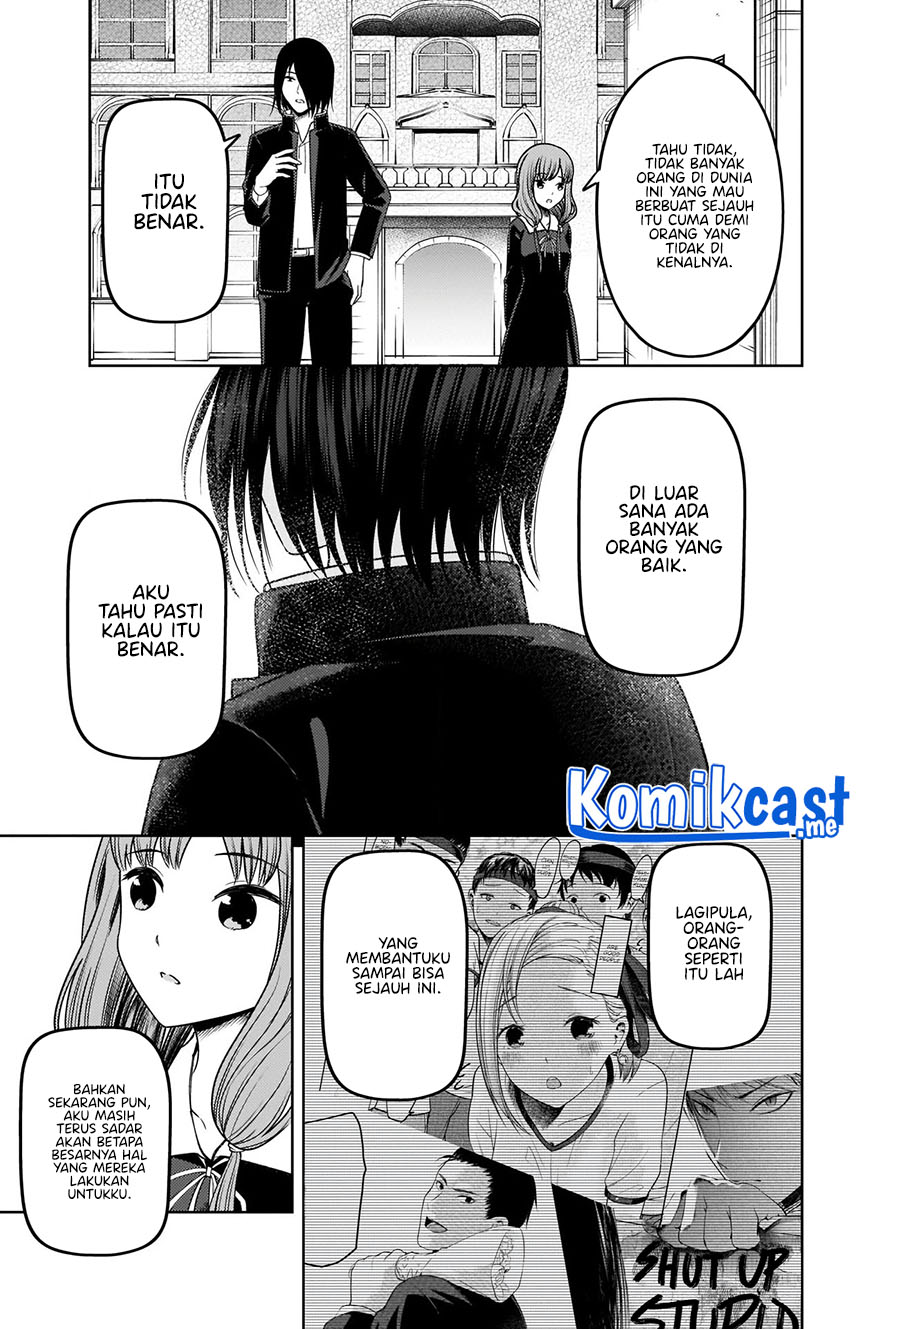 TAHU TIDAK,
TIDAK BANYAK
ORANG DI DUNIA
INI YANG MAU
BERBUAT SEJAUH
ITU CUMA DEMI
ORANG YANG
TIDAK DI
KENALNYA.
ITU
TIDAK
BENAR.
DI LUAR
SANA ADA
BANYAK
ORANG YANG
BAIK.
AKU
TAHU PASTI
KALAU ITU
BENAR.
Komikcast
.me
LAGIPULA,
ORANG-
ORANG
SEPERTI
ITU LAH
YANG
MEMBANTUKU
SAMPAI BISA
SEJAUH INI.
BAHKAN
SEKARANG PUN,
AKU MASIH
TERUS SADAR
AKAN BETAPA
BESARNYA HAL
YANG MEREKA
LAKUKAN
UNTUKKU.
SHUT UP
STUPID